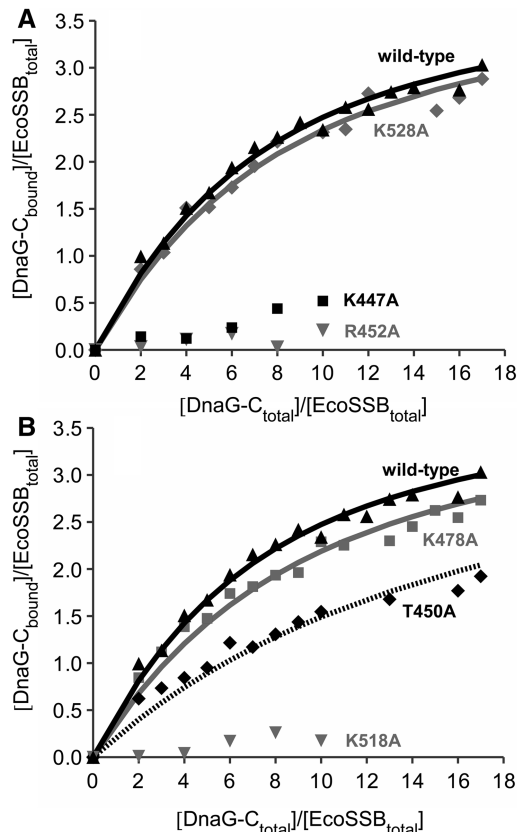 A
3.5
3.0
2.5
2.0
1.5
1.0
0.5
0.0
[DnaG-Cbound]/[EcoSSBtotal]
wild-type
K528A
K447A
R452A
0 2 4 6 8 10 12 14 16 18
[DnaG-Ctotal]/[EcoSSBtotal]
B
3.5
3.0
2.5
2.0
1.5
1.0
0.5
0.0
[DnaG-Cbound]/[EcoSSBtotal]
wild-type
K478A
T450A
K518A
0 2 4 6 8 10 12 14 16 18
[DnaG-Ctotal]/[EcoSSBtotal]